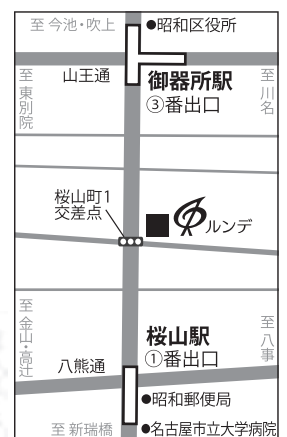 至 今池・吹上
●昭和区役所
山王通
御器所駅
③番出口
至 東別院
至 川名
桜山町1
交差点
ルンデ
桜山駅
①番出口
至 金山・高辻
至 八事
八熊通
●昭和郵便局
至 新瑞橋
●名古屋市立大学病院